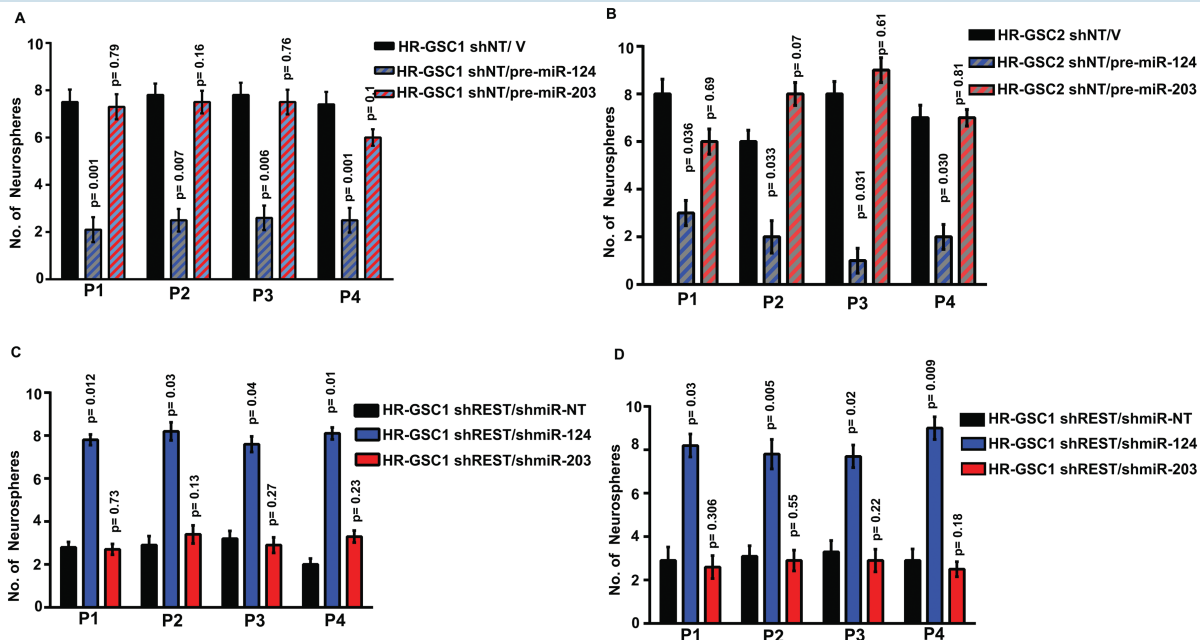 A
No. of Neurospheres
10
8
6
4
2
0
p= 0.001
p= 0.79
p= 0.007
p= 0.16
p= 0.006
p= 0.76
p= 0.001
p= 0.1
P1
P2
P3
P4
HR-GSC1 shNT/ V
HR-GSC1 shNT/pre-miR-124
HR-GSC1 shNT/pre-miR-203
B
No. of Neurospheres
10
8
6
4
2
0
p= 0.036
p= 0.69
p= 0.033
p= 0.07
p= 0.031
p= 0.61
p= 0.030
p= 0.81
P1
P2
P3
P4
HR-GSC2 shNT/V
HR-GSC2 shNT/pre-miR-124
HR-GSC2 shNT/pre-miR-203
C
No. of Neurospheres
10
8
6
4
2
0
p= 0.012
p= 0.73
p= 0.03
p= 0.13
p= 0.04
p= 0.27
p= 0.01
p= 0.23
P1
P2
P3
P4
HR-GSC1 shREST/shmiR-NT
HR-GSC1 shREST/shmiR-124
HR-GSC1 shREST/shmiR-203
D
No. of Neurospheres
10
8
6
4
2
0
p= 0.03
p= 0.306
p= 0.005
p= 0.55
p= 0.02
p= 0.22
p= 0.009
p= 0.18
P1
P2
P3
P4
HR-GSC1 shREST/shmiR-NT
HR-GSC1 shREST/shmiR-124
HR-GSC1 shREST/shmiR-203